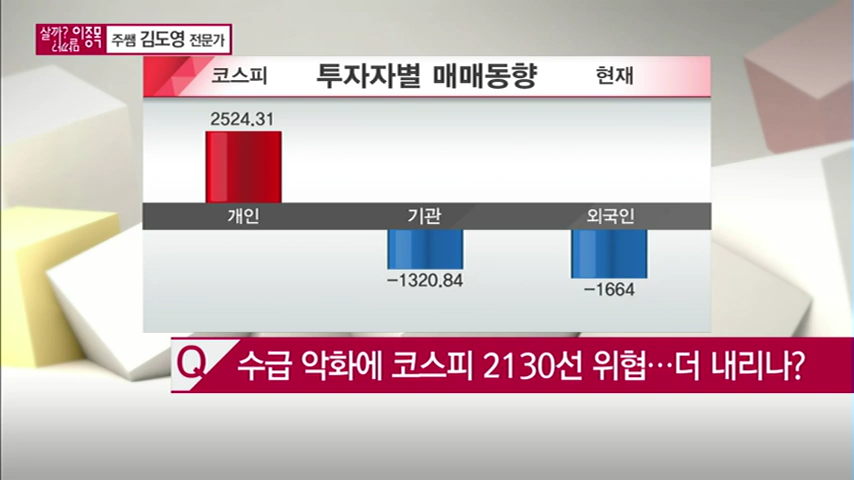 살까? 이종목
말까?
주쌤 김도영 전문가
코스피 투자자별 매매동향 현재
2524.31
개인 기관 외국인
-1320.84
-1664
Q 수급 악화에 코스피 2130선 위협…더 내리나?